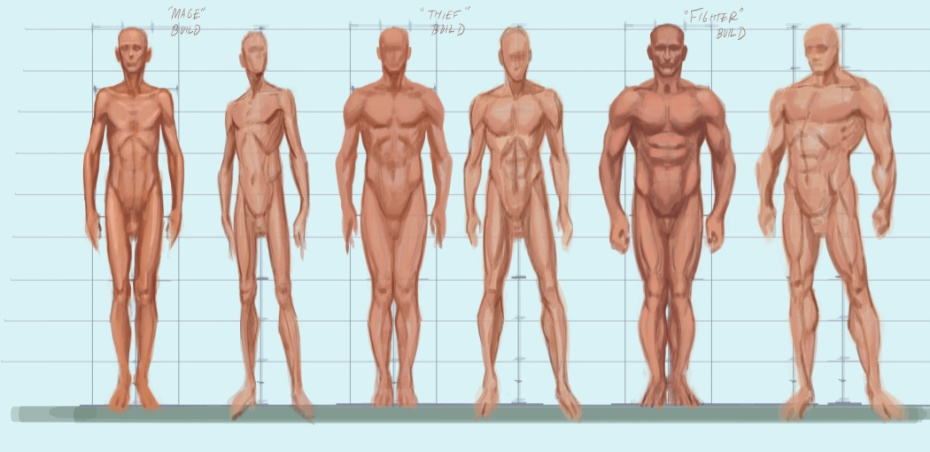 "MAGE"
BUILD
"THIEF"
BUILD
"FIGHTER"
BUILD